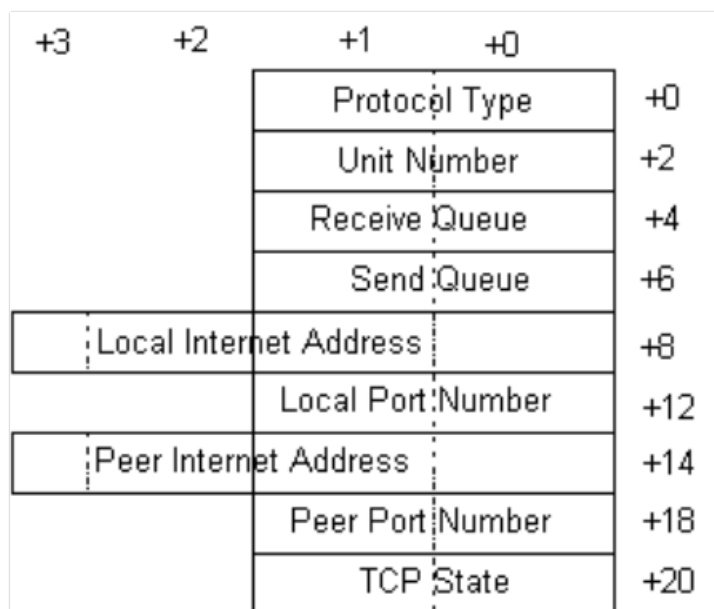 +3 +2 +1 +0
Protocol Type +0
Unit Number +2
Receive Queue +4
Send Queue +6
Local Internet Address +8
Local Port Number +12
Peer Internet Address +14
Peer Port Number +18
TCP State +20